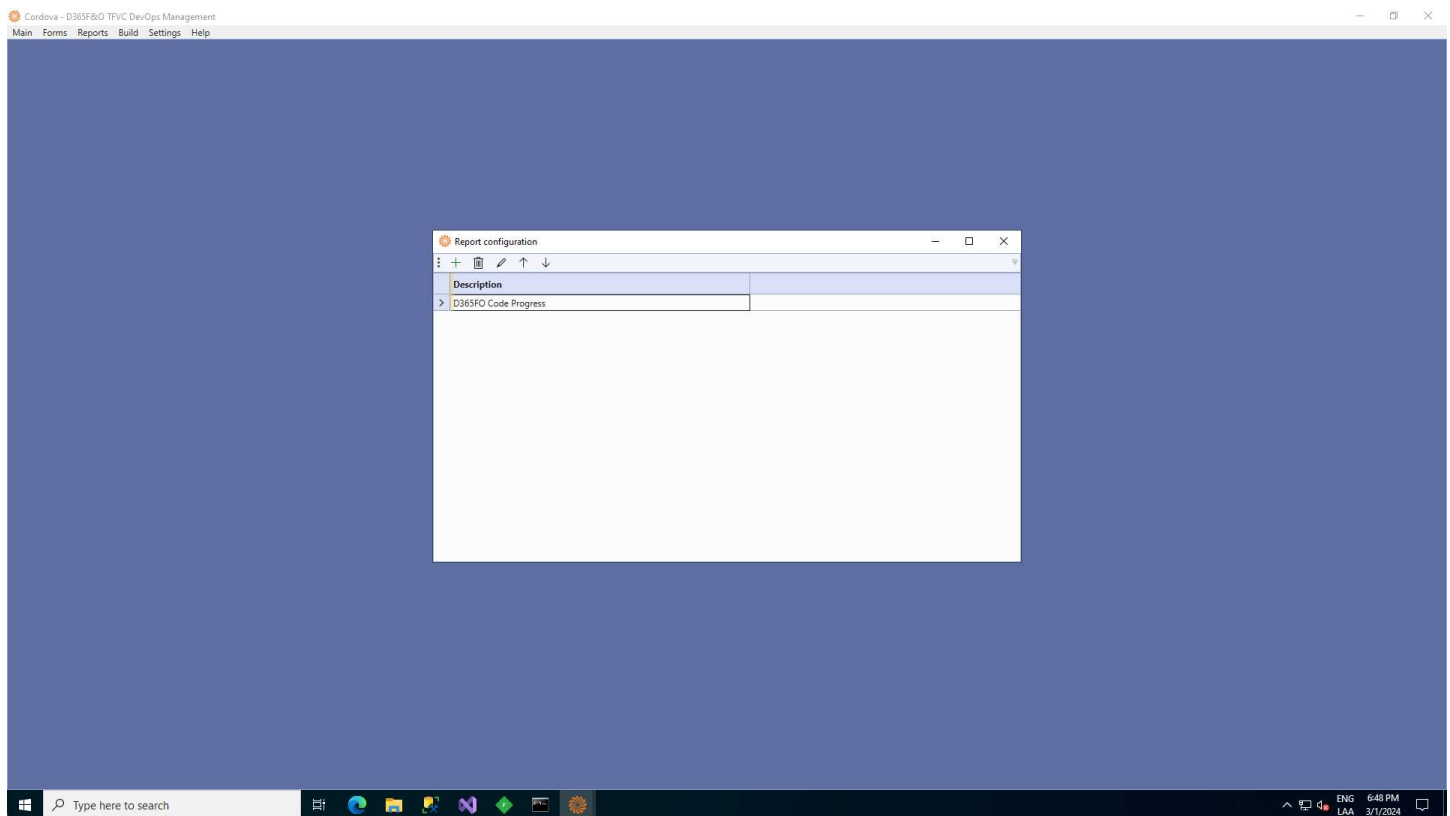 Cordova - D365F&O TFVC DevOps Management
Main Forms Reports Build Settings Help
Report configuration
Description
D365FO Code Progress
Type here to search
ENG 6:48 PM
LAA 3/1/2024